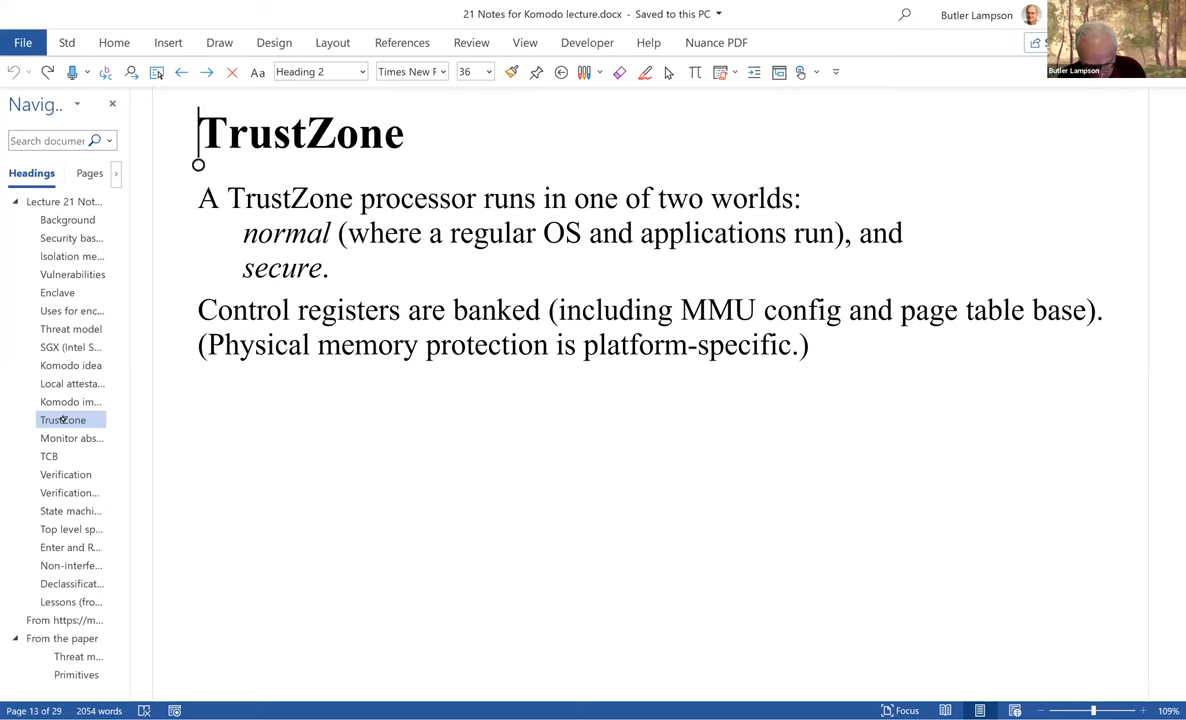 21 Notes for Komodo lecture.docx - Saved to this PC
Butler Lampson
File Std Home Insert Draw Design Layout References Review View Developer Help Nuance PDF
S
Aa Heading 2 Times New F 36
Butler Lampson
Navig..
Search documer
Headings Pages
Lecture 21 Not...
Background
Security bas...
Isolation me...
Vulnerabilities
Enclave
Uses for enc...
Threat model
SGX (Intel S...
Komodo idea
Local attesta...
Komodo im...
TrustZone
Monitor abs...
TCB
Verification
Verification...
State machi...
Top level sp...
Enter and R...
Non-interfe...
Declassificat...
Lessons (fro...
From https://m...
From the paper
Threat m...
Primitives
TrustZone
A TrustZone processor runs in one of two worlds:
normal (where a regular OS and applications run), and
secure.
Control registers are banked (including MMU config and page table base).
(Physical memory protection is platform-specific.)
Page 13 of 29 2054 words
Focus
109%